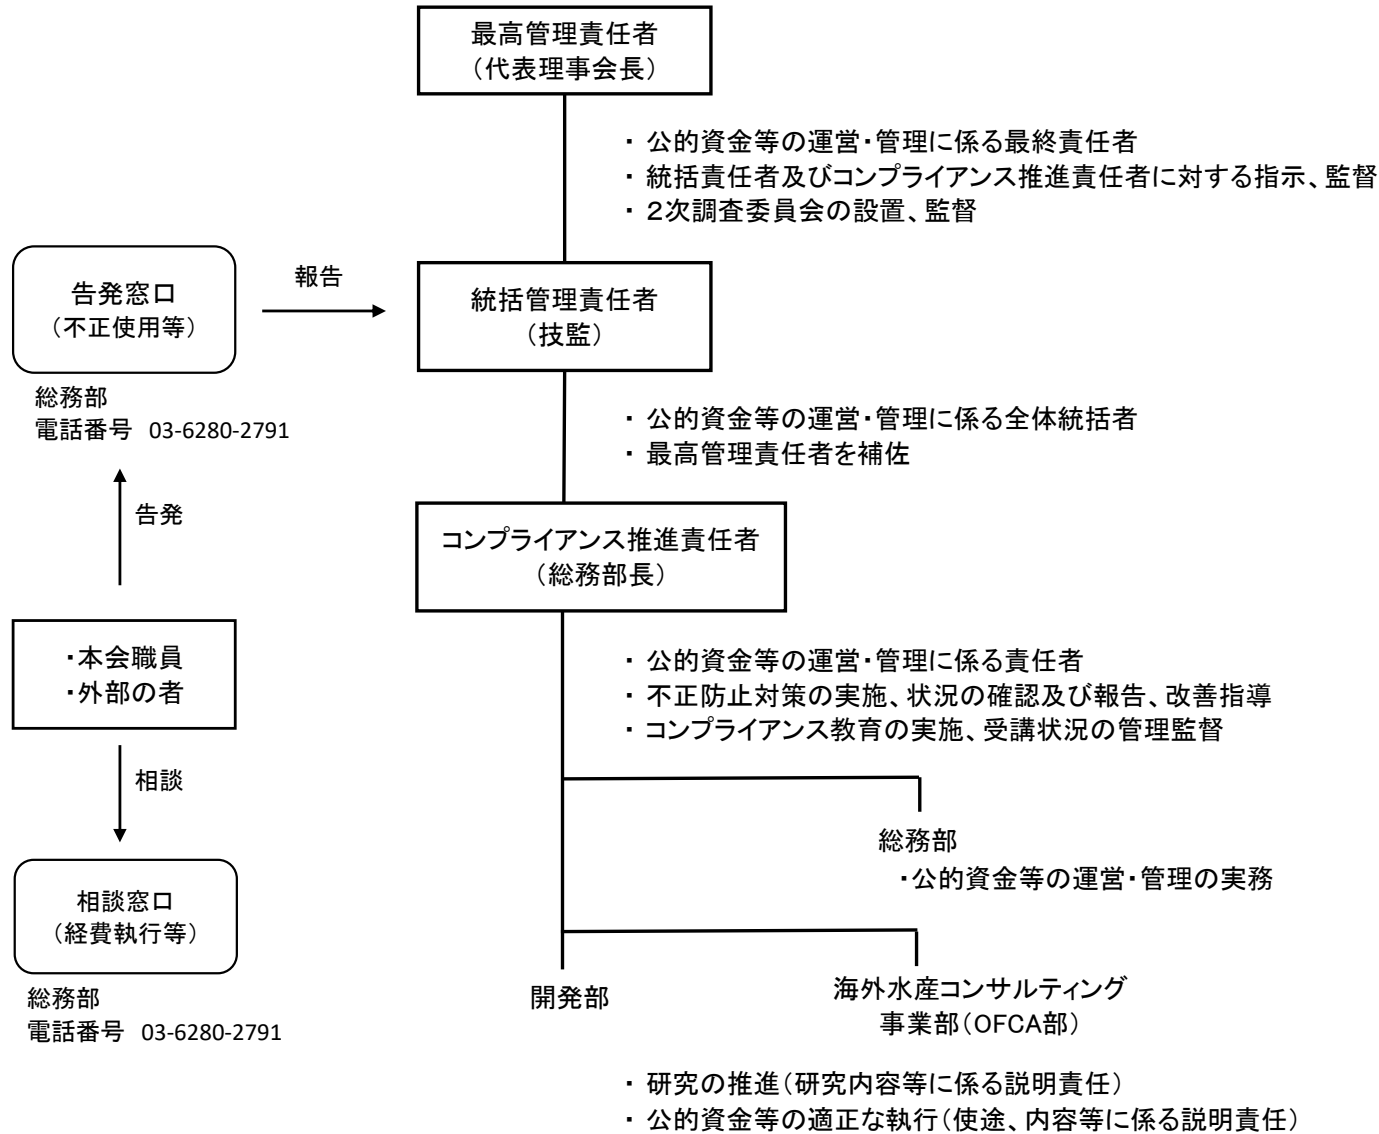 最高管理責任者
（代表理事会長）
・ 公的資金等の運営・管理に係る最終責任者
・ 統括責任者及びコンプライアンス推進責任者に対する指示、監督
・ ２次調査委員会の設置、監督
告発窓口
（不正使用等）
報告
統括管理責任者
（技監）
総務部
電話番号 03-6280-2791
・ 公的資金等の運営・管理に係る全体統括者
・ 最高管理責任者を補佐
告発
コンプライアンス推進責任者
（総務部長）
・本会職員
・外部の者
・ 公的資金等の運営・管理に係る責任者
・ 不正防止対策の実施、状況の確認及び報告、改善指導
・ コンプライアンス教育の実施、受講状況の管理監督
相談
総務部
・公的資金等の運営・管理の実務
相談窓口
（経費執行等）
総務部
電話番号 03-6280-2791
開発部
海外水産コンサルティング
事業部（OFCA部）
・ 研究の推進（研究内容等に係る説明責任）
・ 公的資金等の適正な執行（使途、内容等に係る説明責任）